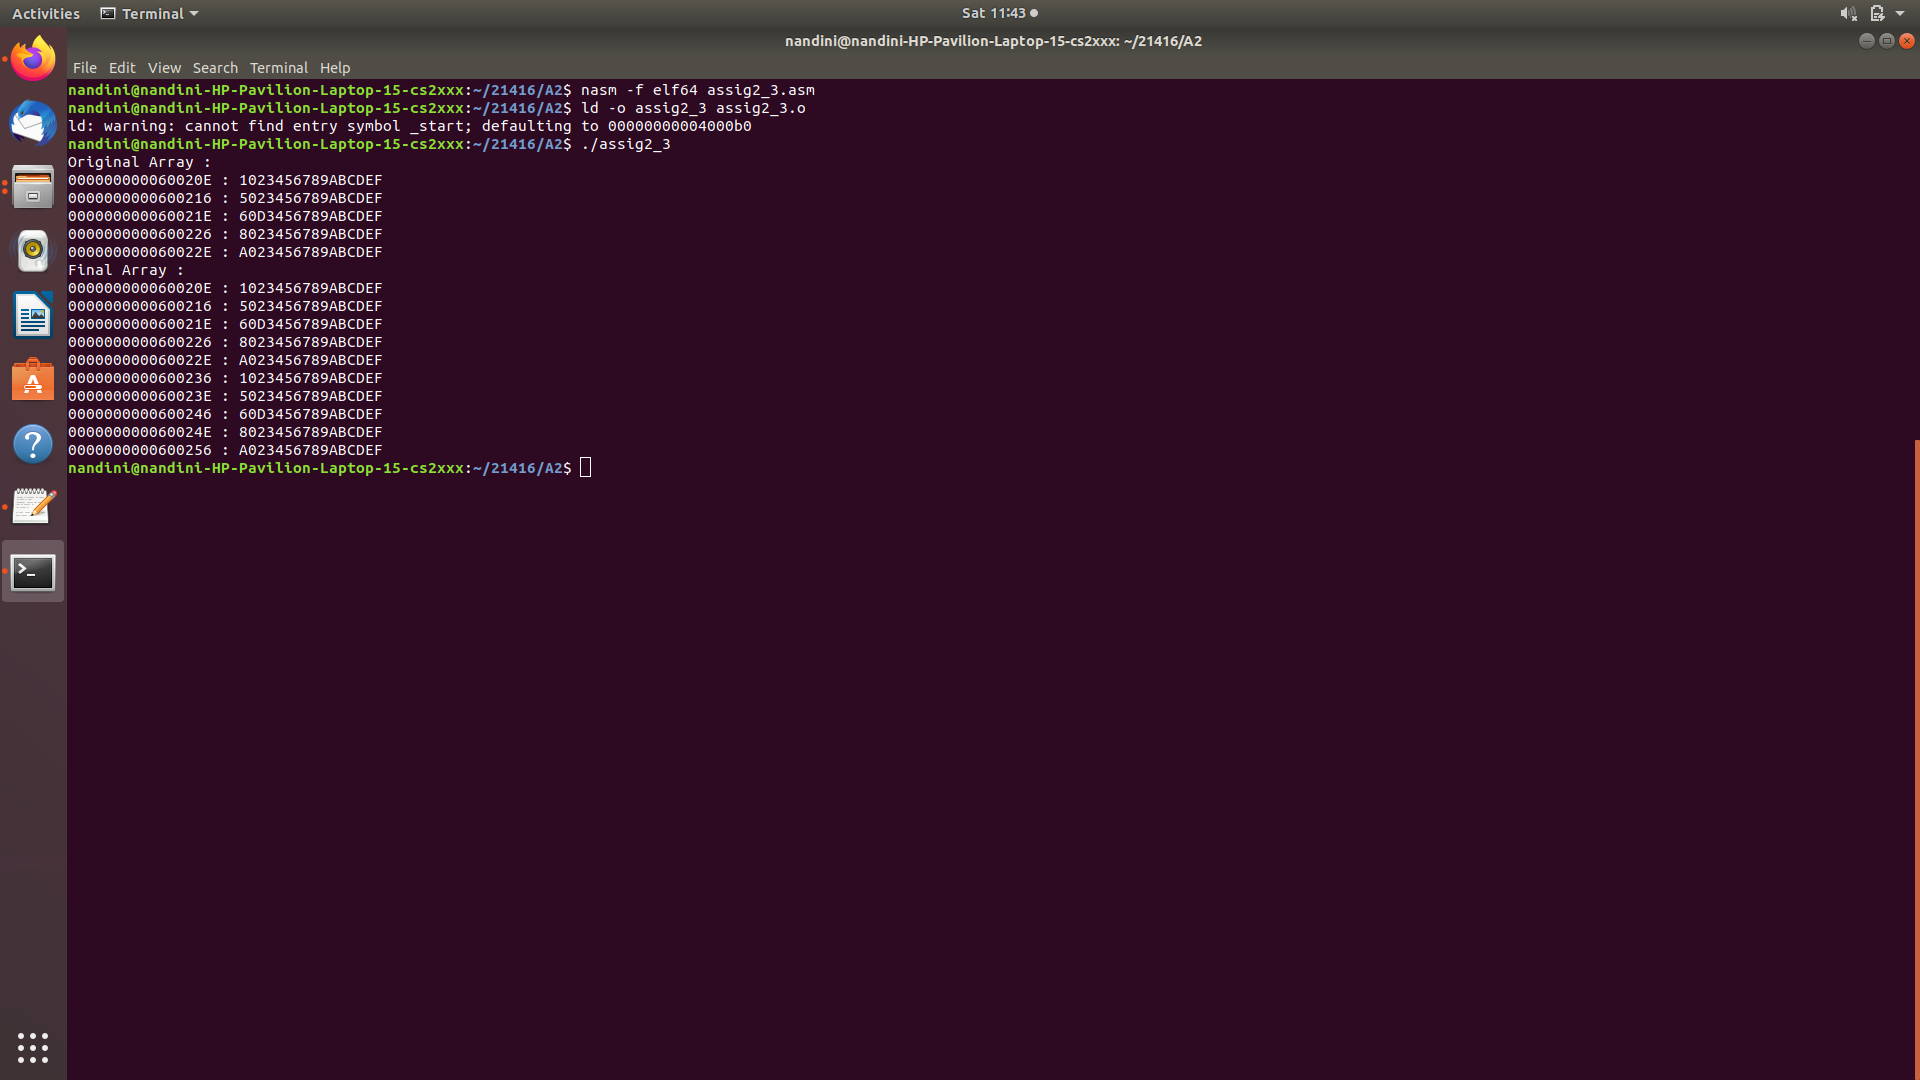 Activities Terminal Sat 11:43
nandini@nandini-HP-Pavilion-Laptop-15-cs2xxx: ~/21416/A2
File Edit View Search Terminal Help
nandini@nandini-HP-Pavilion-Laptop-15-cs2xxx:~/21416/A2$ nasm -f elf64 assig2_3.asm
nandini@nandini-HP-Pavilion-Laptop-15-cs2xxx:~/21416/A2$ ld -o assig2_3 assig2_3.o
ld: warning: cannot find entry symbol _start; defaulting to 00000000004000b0
nandini@nandini-HP-Pavilion-Laptop-15-cs2xxx:~/21416/A2$ ./assig2_3
Original Array :
000000000060020E : 1023456789ABCDEF
0000000000600216 : 5023456789ABCDEF
000000000060021E : 60D3456789ABCDEF
0000000000600226 : 8023456789ABCDEF
000000000060022E : A023456789ABCDEF
Final Array :
000000000060020E : 1023456789ABCDEF
0000000000600216 : 5023456789ABCDEF
000000000060021E : 60D3456789ABCDEF
0000000000600226 : 8023456789ABCDEF
000000000060022E : A023456789ABCDEF
0000000000600236 : 1023456789ABCDEF
000000000060023E : 5023456789ABCDEF
0000000000600246 : 60D3456789ABCDEF
000000000060024E : 8023456789ABCDEF
0000000000600256 : A023456789ABCDEF
nandini@nandini-HP-Pavilion-Laptop-15-cs2xxx:~/21416/A2$